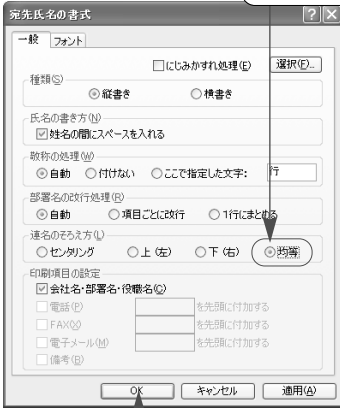 宛先氏名の書式
一般 フォント
にじみかすれ処理(E) 選択(F)...
種類(S)
縦書き 横書き
氏名の書き方(N)
姓名の間にスペースを入れる
敬称の処理(W)
自動 付けない ここで指定した文字: 行
部署名の改行処理(R)
自動 項目ごとに改行 1行にまとめる
連名のそろえ方(L)
センタリング 上(左) 下(右) 均等
印刷項目の設定
会社名・部署名・役職名(C)
電話(P) を先頭に付加する
FAX(X) を先頭に付加する
電子メール(M) を先頭に付加する
備考(B)
OK キャンセル 適用(A)